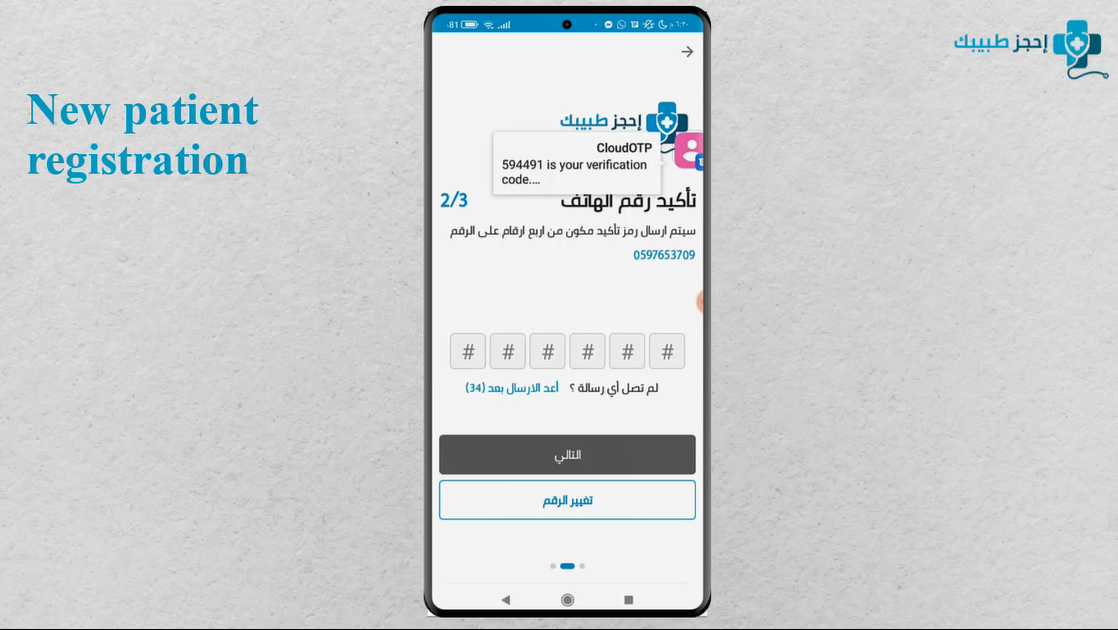 إحجز طبيبك
New patient
registration
81
٦:٣٠ م
إحجز طبيبك
CloudOTP
594491 is your verification
code....
تأكيد رقم الهاتف
2/3
سيتم ارسال رمز تأكيد مكون من اربع ارقام على الرقم
0597653709
# # # # # #
لم تصل أي رسالة ؟ أعد الارسال بعد (34)
التالي
تغيير الرقم